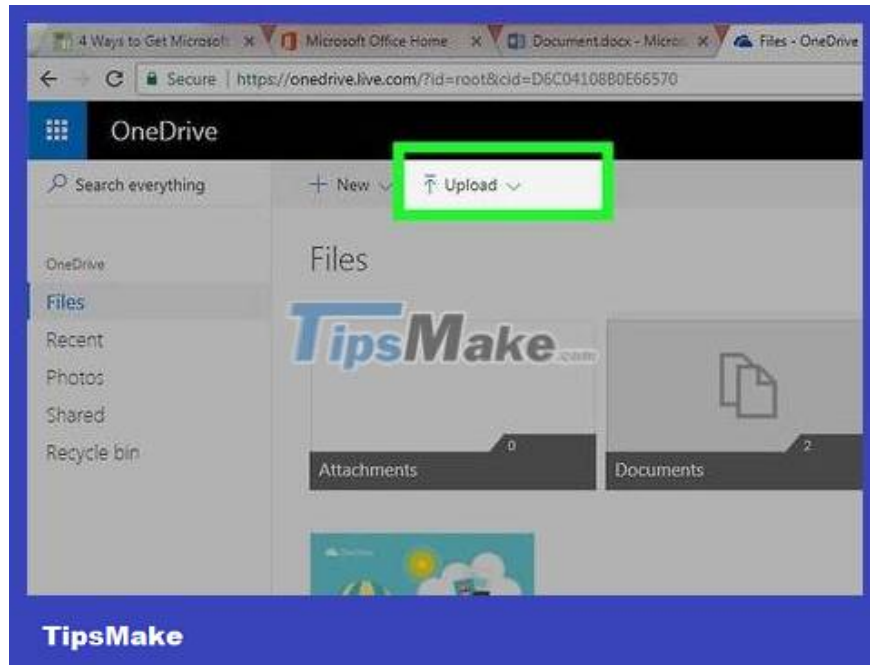 4 Ways to Get Microsoft
Microsoft Office Home
Document.docx - Micros
Files - OneDrive
Secure | https://onedrive.live.com/?id=root&cid=D6C04108B0E66570
OneDrive
Search everything
New
Upload
OneDrive
Files
Files
Recent
Photos
Shared
Recycle bin
TipsMake.com
0
Attachments
2
Documents
OneDrive
TipsMake